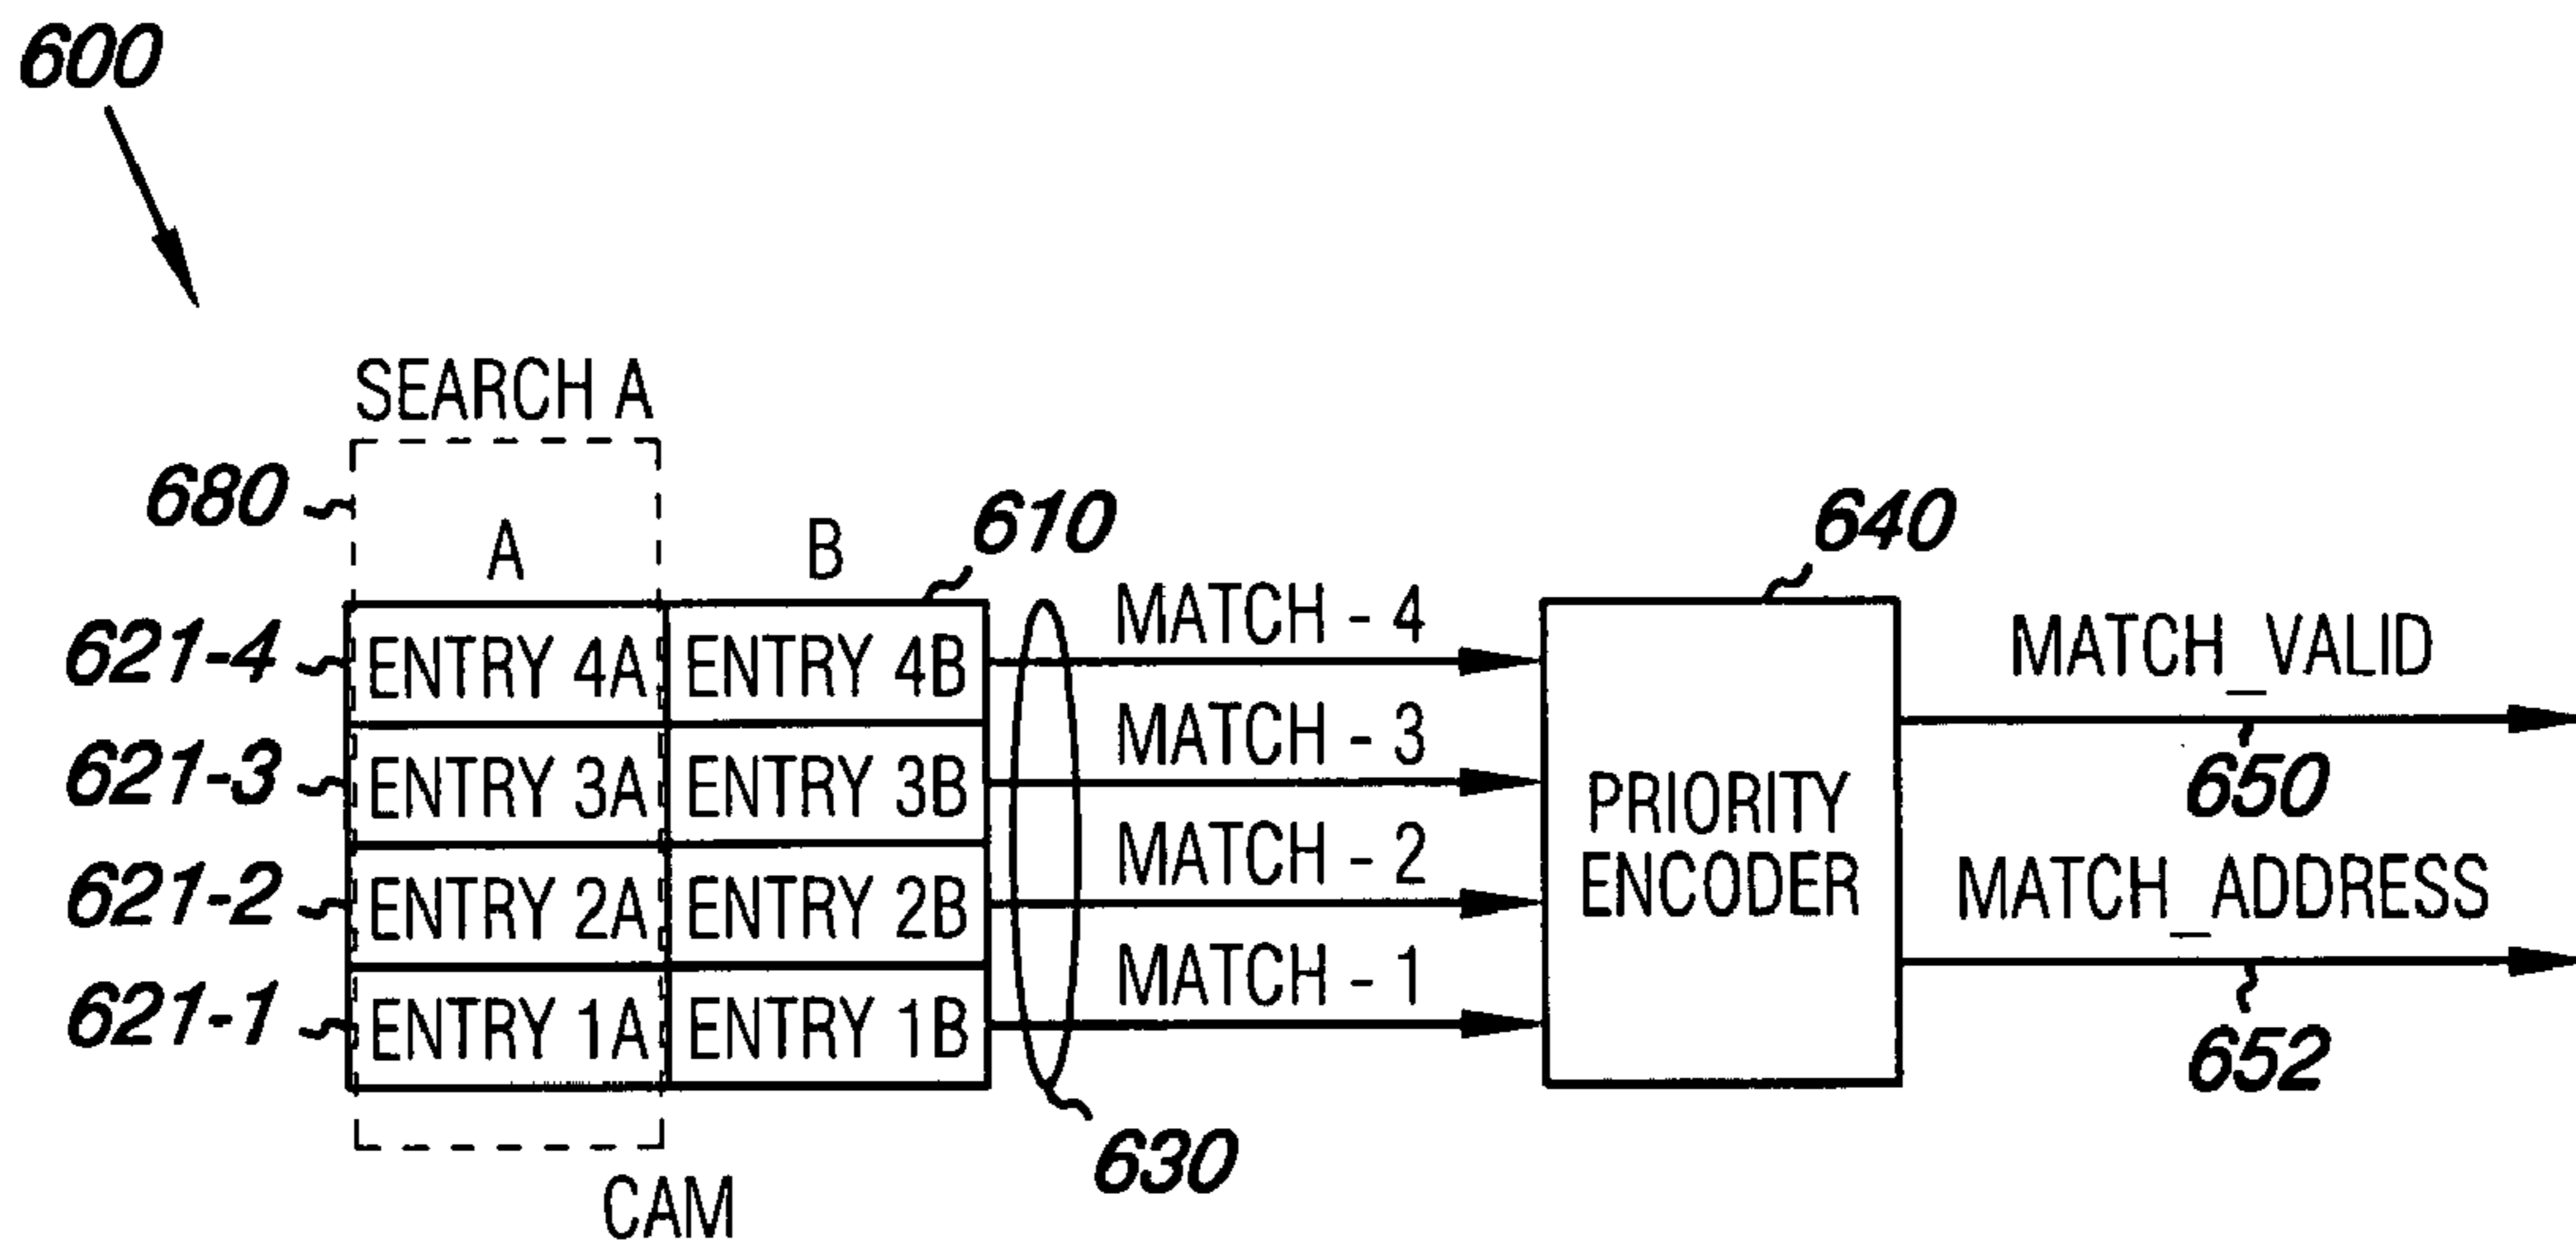 600
SEARCH A
680
A B 610 640
621-4 ENTRY 4A ENTRY 4B MATCH - 4 MATCH_VALID
621-3 ENTRY 3A ENTRY 3B MATCH - 3 650
PRIORITY
ENCODER
621-2 ENTRY 2A ENTRY 2B MATCH - 2 MATCH_ADDRESS
621-1 ENTRY 1A ENTRY 1B MATCH - 1 652
630
CAM